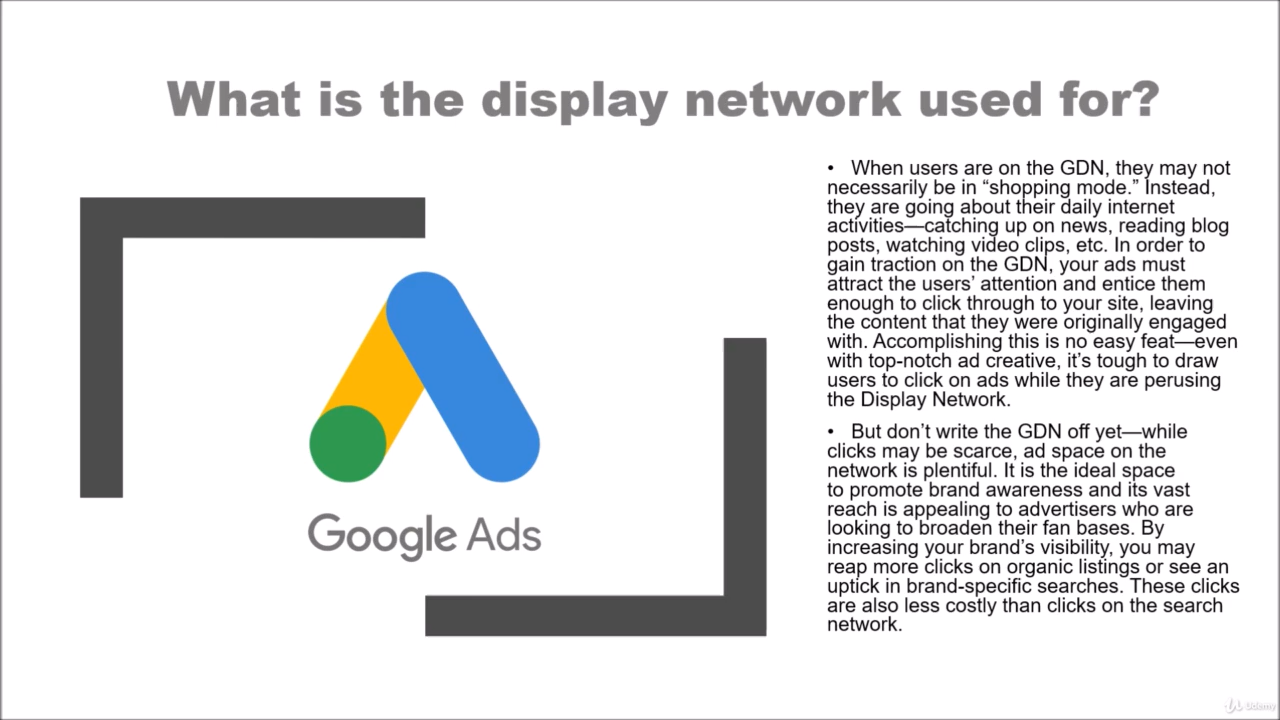 What is the display network used for?
• When users are on the GDN, they may not
necessarily be in “shopping mode.” Instead,
they are going about their daily internet
activities—catching up on news, reading blog
posts, watching video clips, etc. In order to
gain traction on the GDN, your ads must
attract the users’ attention and entice them
enough to click through to your site, leaving
the content that they were originally engaged
with. Accomplishing this is no easy feat—even
with top-notch ad creative, it’s tough to draw
users to click on ads while they are perusing
the Display Network.
• But don’t write the GDN off yet—while
clicks may be scarce, ad space on the
network is plentiful. It is the ideal space
to promote brand awareness and its vast
reach is appealing to advertisers who are
looking to broaden their fan bases. By
increasing your brand’s visibility, you may
reap more clicks on organic listings or see an
uptick in brand-specific searches. These clicks
are also less costly than clicks on the search
network.
Google Ads
Udemy